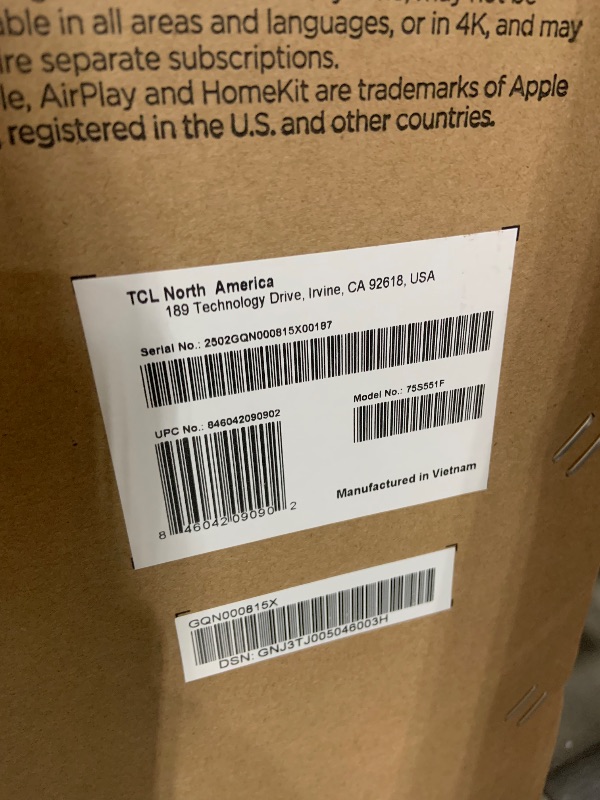 able in all areas and languages, or in 4K, and may
re separate subscriptions.
le, AirPlay and HomeKit are trademarks of Apple
registered in the U.S. and other countries.
TCL North America
189 Technology Drive, Irvine, CA 92618, USA
Serial No.: 2502GQN000815X00187
UPC No.: 846042090902
Model No.: 75S551F
8 46042 09090 2
Manufactured in Vietnam
GQN000815X
DSN: GNJ3TJ005046003H